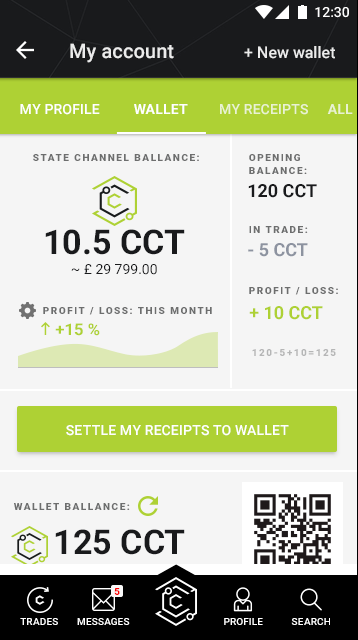 12:30
My account
+ New wallet
MY PROFILE WALLET MY RECEIPTS ALL
STATE CHANNEL BALLANCE:
10.5 CCT
~ £ 29 799.00
PROFIT / LOSS: THIS MONTH
↑ +15 %
OPENING
BALANCE:
120 CCT
IN TRADE:
- 5 CCT
PROFIT / LOSS:
+ 10 CCT
120-5+10=125
SETTLE MY RECEIPTS TO WALLET
WALLET BALLANCE:
125 CCT
5
TRADES MESSAGES PROFILE SEARCH